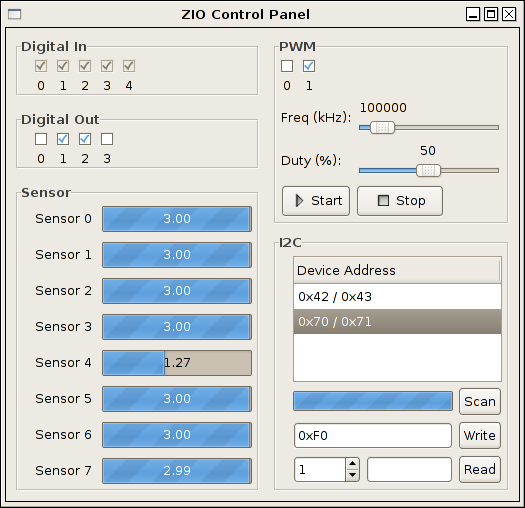 ZIO Control Panel
Digital In
0 1 2 3 4
Digital Out
0 1 2 3
Sensor
Sensor 0 3.00
Sensor 1 3.00
Sensor 2 3.00
Sensor 3 3.00
Sensor 4 1.27
Sensor 5 3.00
Sensor 6 3.00
Sensor 7 2.99
PWM
0 1
100000
Freq (kHz):
50
Duty (%):
Start Stop
I2C
Device Address
0x42 / 0x43
0x70 / 0x71
Scan
0xF0 Write
1 Read